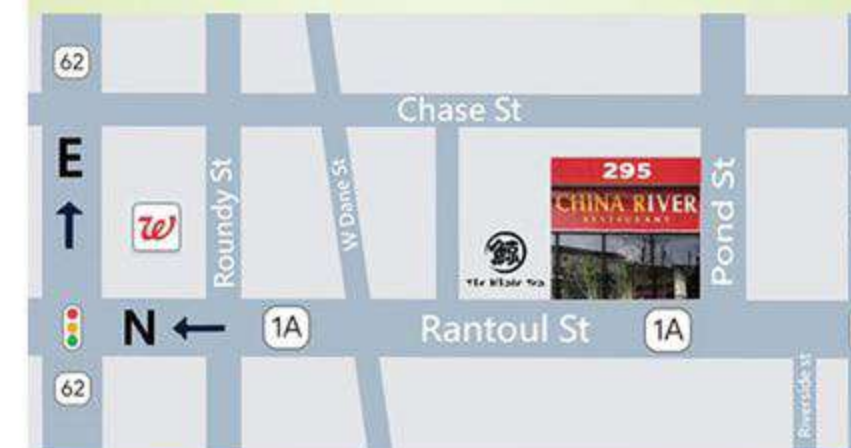 62
Chase St
E
295
CHINA RIVER
RESTAURANT
Roundy St
W Dane St
Pond St
W
N
1A
Rantoul St
1A
62
Riverside st